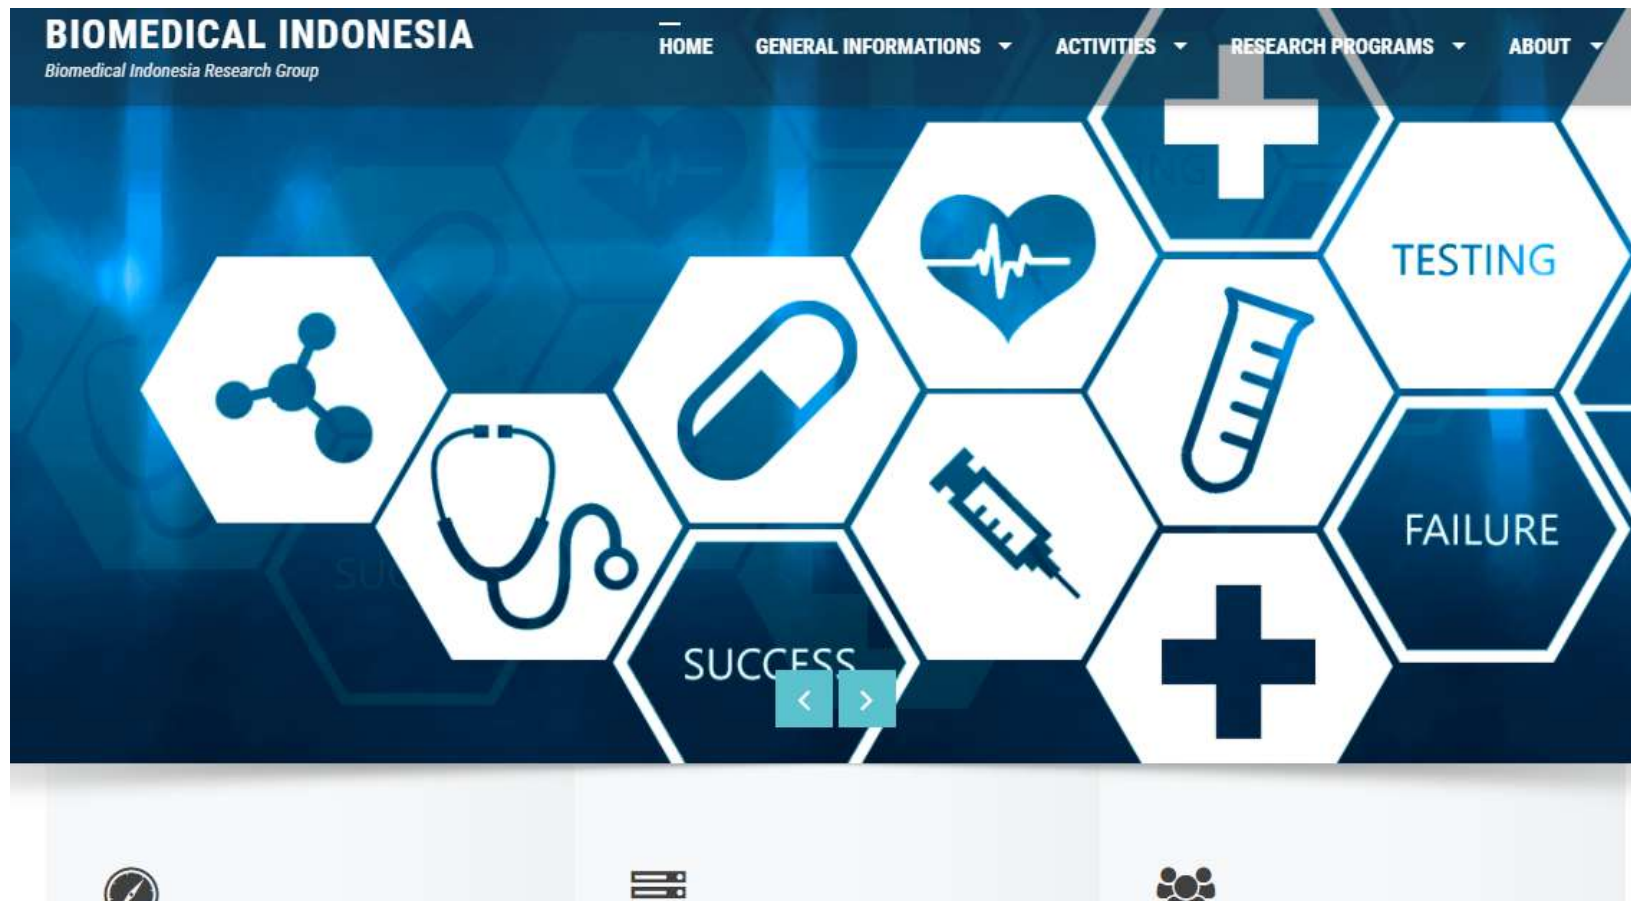 BIOMEDICAL INDONESIA
Biomedical Indonesia Research Group
HOME GENERAL INFORMATIONS ACTIVITIES RESEARCH PROGRAMS ABOUT
TESTING
FAILURE
SUCCESS